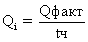 Qi = Qфакт / tч